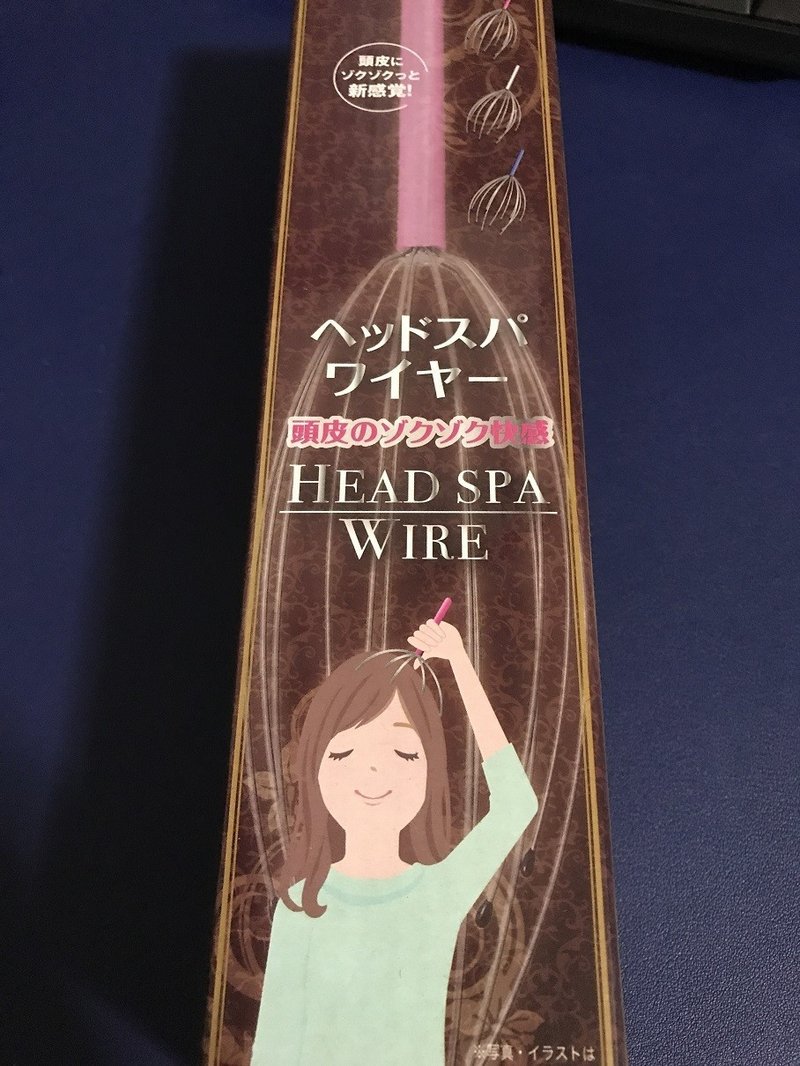 頭皮に
ゾクゾクっと
新感覚!
ヘッドスパ
ワイヤー
頭皮のゾクゾク快感
HEAD SPA
WIRE
※写真・イラストは